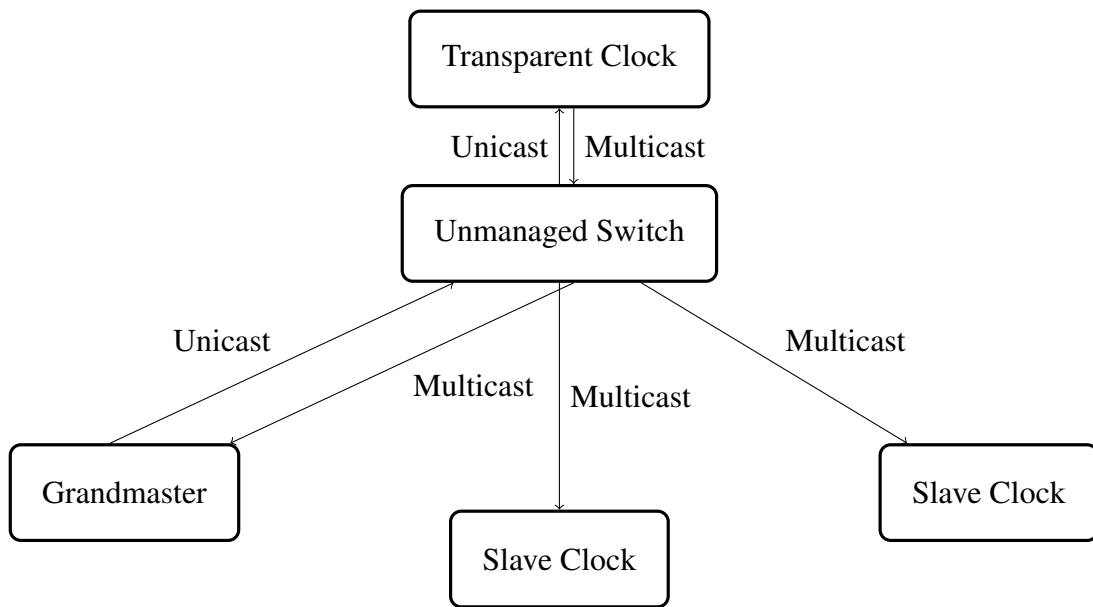 Transparent Clock
Unicast
Multicast
Unmanaged Switch
Unicast
Multicast
Multicast
Multicast
Grandmaster
Slave Clock
Slave Clock